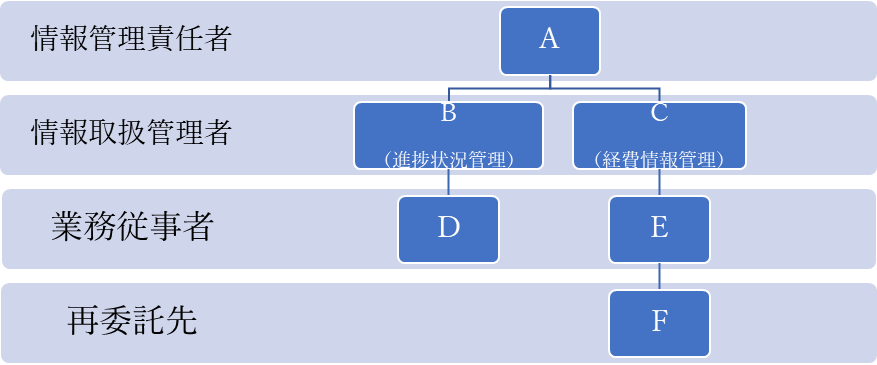 情報管理責任者
A
情報取扱管理者
B
（進捗状況管理）
C
（経費情報管理）
業務従事者
D
E
再委託先
F